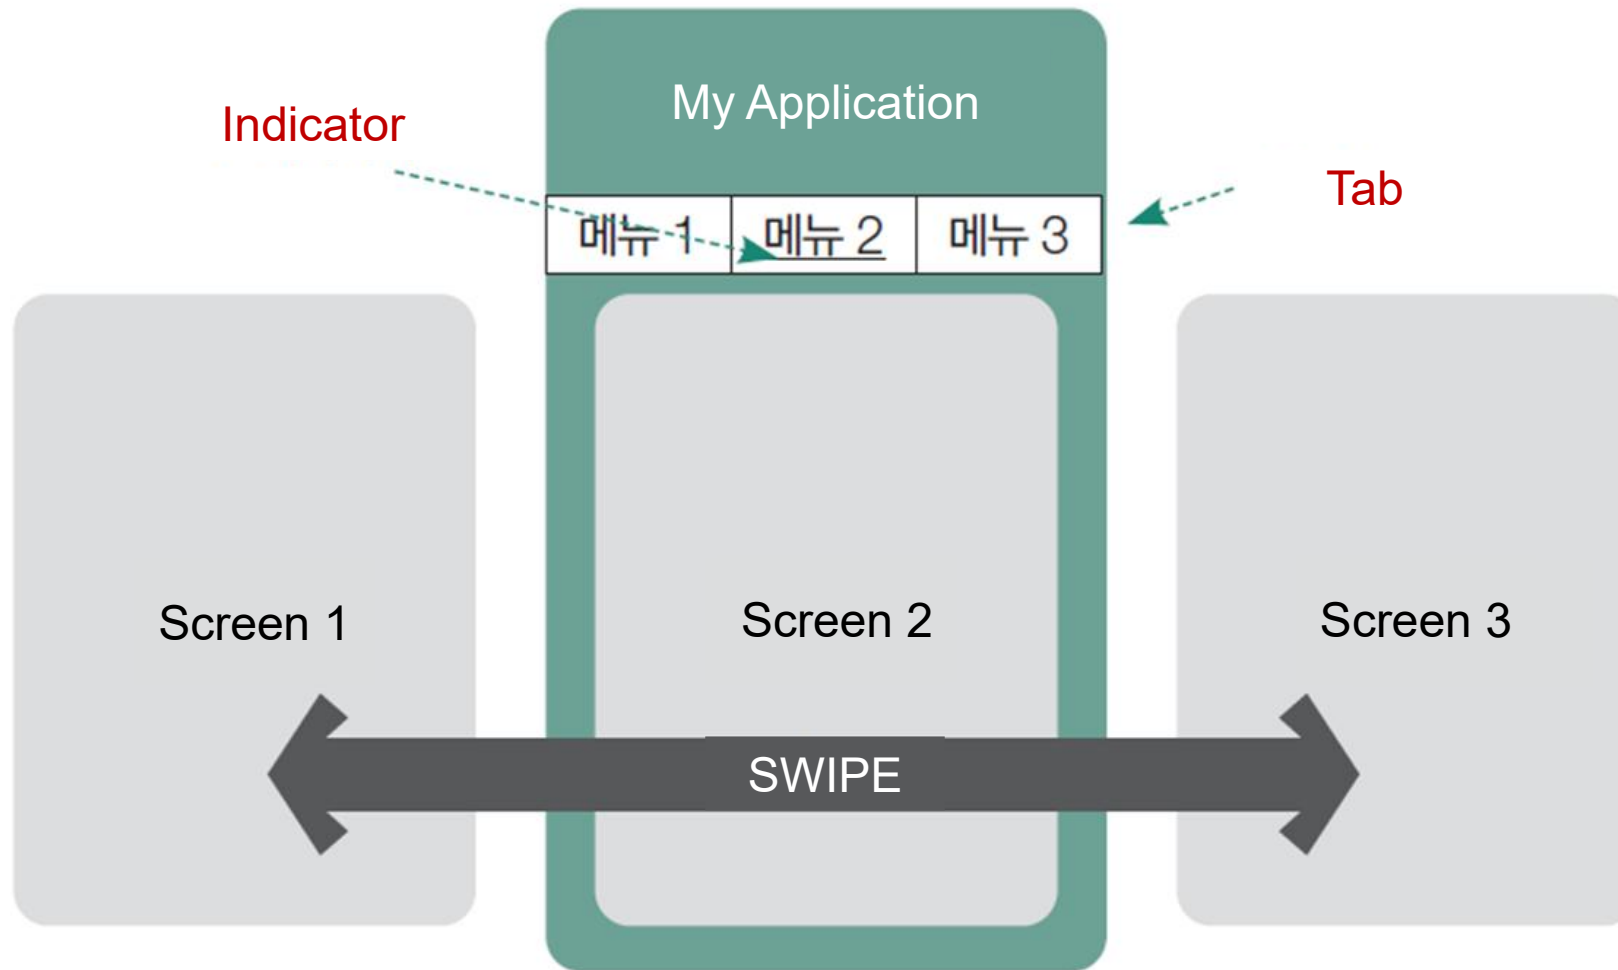 My Application
Indicator
Tab
메뉴 1
메뉴 2
메뉴 3
Screen 1
Screen 2
Screen 3
SWIPE